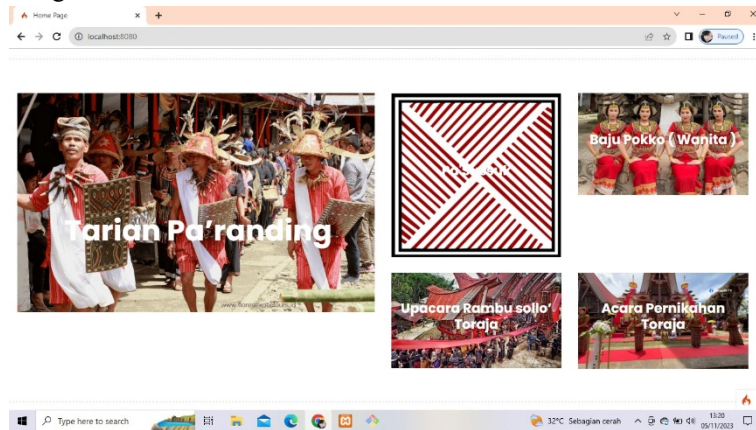 Home Page
localhost:8080
Paused
Tarian Pa'randing
Baju Pokko ( Wanita )
Upacara Rambu sollo'
Toraja
Acara Pernikahan
Toraja
Type here to search
32°C Sebagian cerah
13:20
05/11/2023